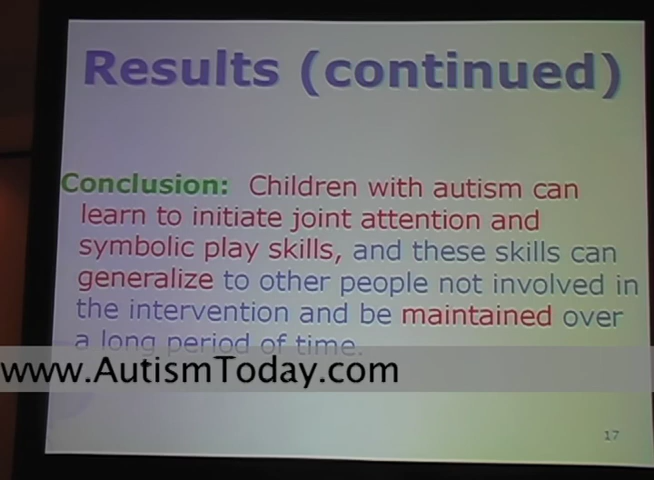 Results (continued)
Conclusion: Children with autism can
learn to initiate joint attention and
symbolic play skills, and these skills can
generalize to other people not involved in
the intervention and be maintained over
a long period of time.
www.AutismToday.com
17